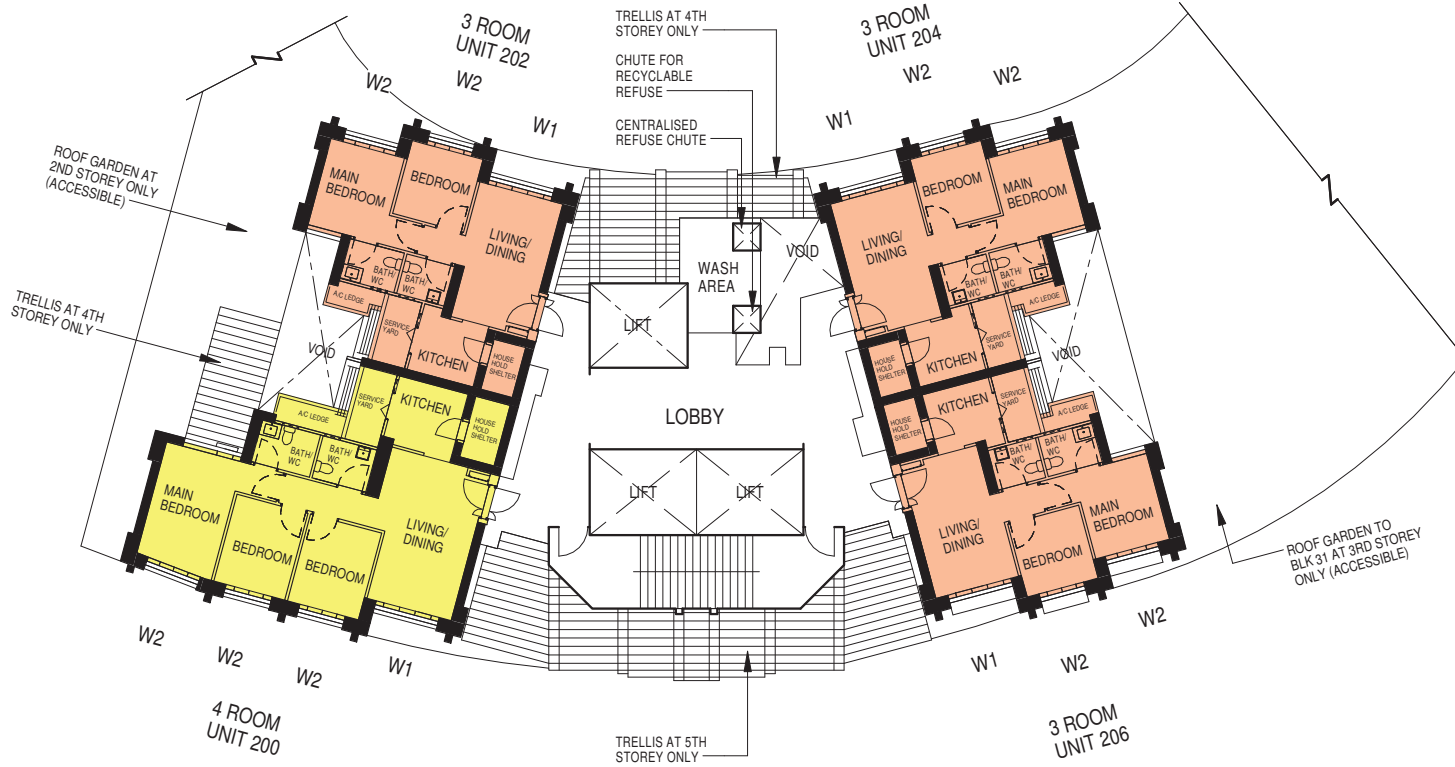 3 ROOM
UNIT 202
W2
W2
W1
TRELLIS AT 4TH
STOREY ONLY
CHUTE FOR
RECYCLABLE
REFUSE
CENTRALISED
REFUSE CHUTE
3 ROOM
UNIT 204
W2
W2
W1
ROOF GARDEN AT
2ND STOREY ONLY
(ACCESSIBLE)
TRELLIS AT 4TH
STOREY ONLY
MAIN
BEDROOM
BEDROOM
LIVING/
DINING
BATH/
WC
BATH/
WC
A/C LEDGE
SERVICE
YARD
KITCHEN
HOUSE
HOLD
SHELTER
VOID
WASH
AREA
VOID
LIFT
BEDROOM
MAIN
BEDROOM
LIVING/
DINING
BATH/
WC
BATH/
WC
A/C LEDGE
SERVICE
YARD
KITCHEN
HOUSE
HOLD
SHELTER
VOID
LOBBY
LIFT
LIFT
A/C LEDGE
SERVICE
YARD
KITCHEN
HOUSE
HOLD
SHELTER
BATH/
WC
BATH/
WC
MAIN
BEDROOM
BEDROOM
BEDROOM
LIVING/
DINING
HOUSE
HOLD
SHELTER
KITCHEN
SERVICE
YARD
A/C LEDGE
BATH/
WC
BATH/
WC
LIVING/
DINING
BEDROOM
MAIN
BEDROOM
ROOF GARDEN TO
BLK 31 AT 3RD STOREY
ONLY (ACCESSIBLE)
W2
W2
W2
W1
4 ROOM
UNIT 200
TRELLIS AT 5TH
STOREY ONLY
W1
W2
W2
3 ROOM
UNIT 206